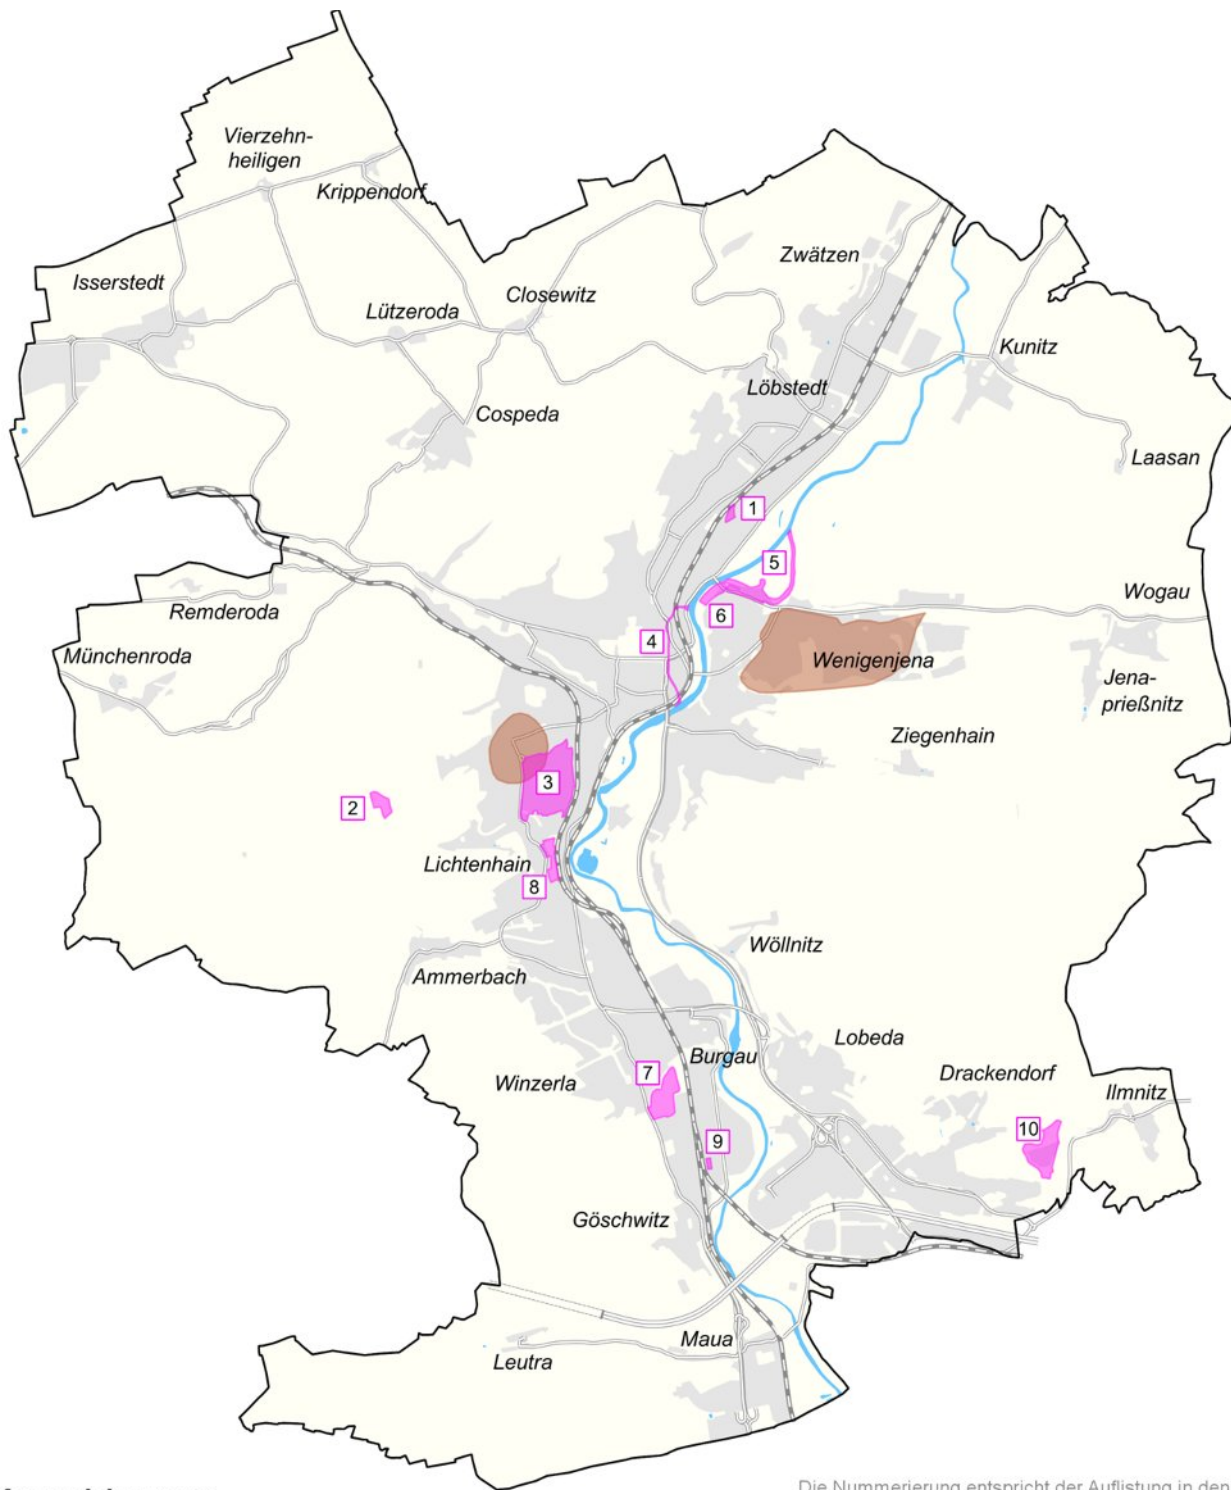 Vierzehn-
heiligen
Krippendorf
Zwätzen
Isserstedt
Closewitz
Lützeroda
Kunitz
Löbstedt
Cospeda
Laasan
1
5
Wogau
Remderoda
6
4
Münchenroda
Wenigenjena
Jena-
prießnitz
Ziegenhain
3
2
Lichtenhain
8
Wöllnitz
Ammerbach
Lobeda
Burgau
7
Drackendorf
Winzerla
Ilmnitz
10
9
Göschwitz
Maua
Leutra
Die Nummerierung entspricht der Auflistung in den